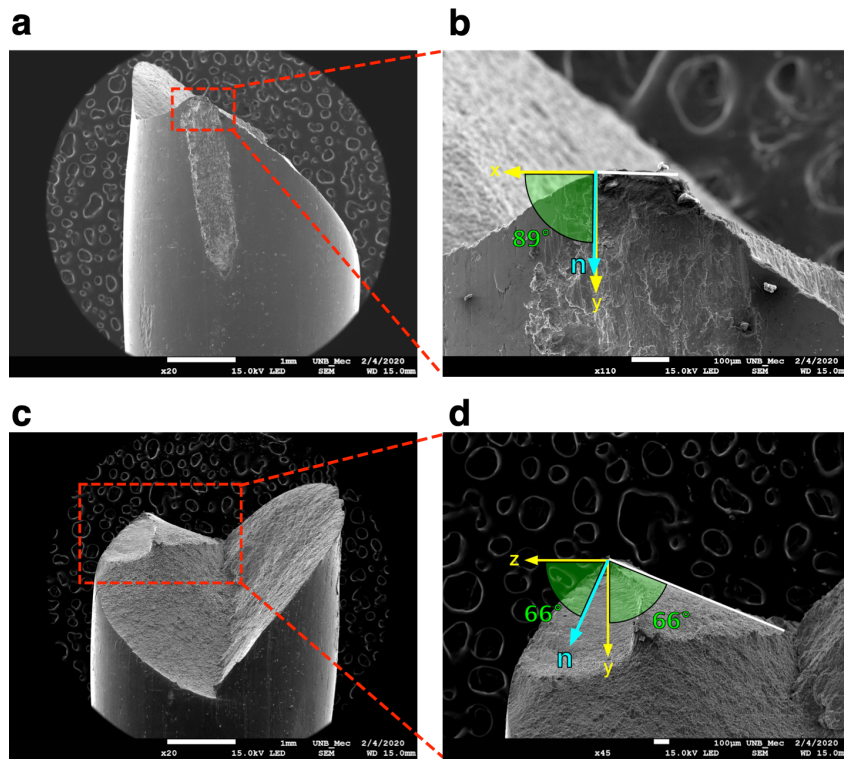 a
b
x
89°
n
y
1mm UNB_Mec 2/4/2020
x20 15.0kV LED SEM WD 15.0mm
100μm UNB_Mec 2/4/2020
x110 15.0kV LED SEM WD 15.0mm
c
d
z
66°
66°
n
y
1mm UNB_Mec 2/4/2020
x20 15.0kV LED SEM WD 15.0mm
100μm UNB_Mec 2/4/2020
x45 15.0kV LED SEM WD 15.0mm